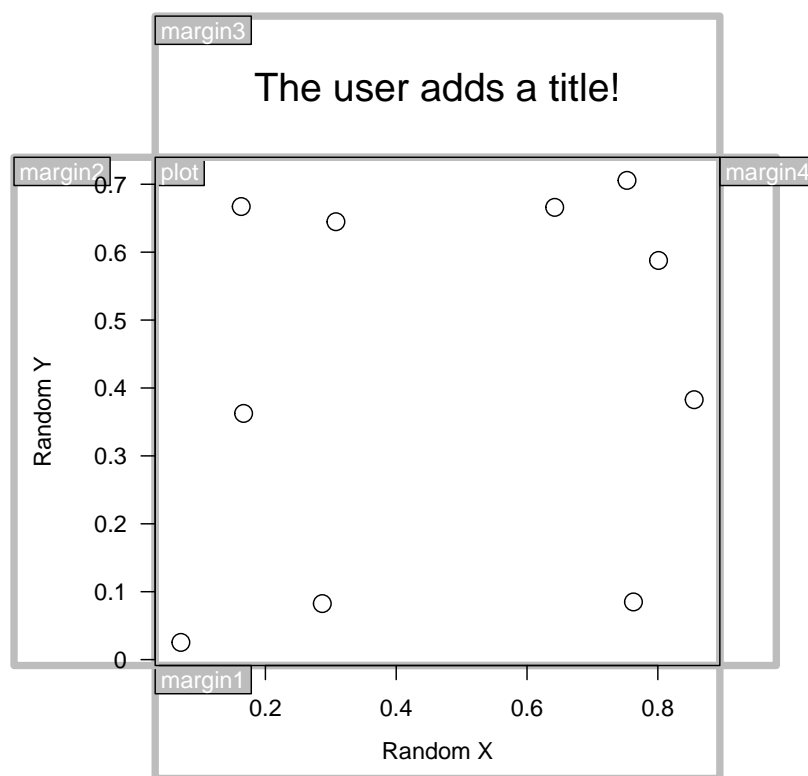 margin3
The user adds a title!
margin2
plot
margin4
0.7
0.6
0.5
0.4
0.3
0.2
0.1
0
Random Y
margin1
0.2 0.4 0.6 0.8
Random X